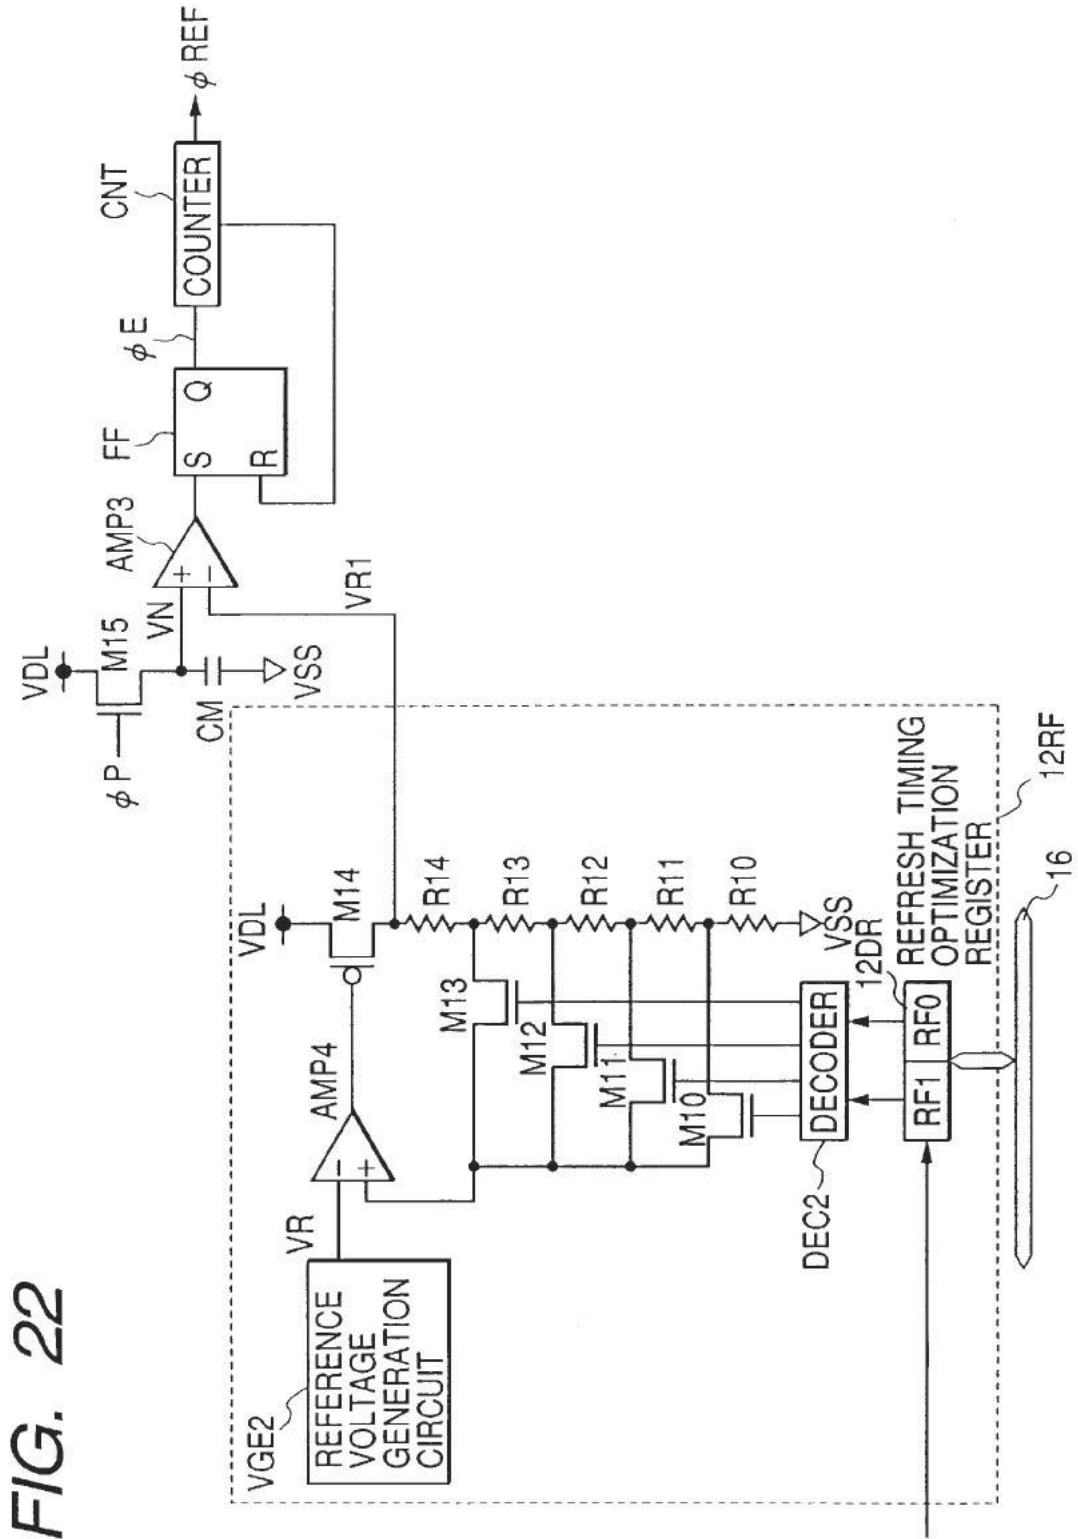 FIG. 22
VGE2
REFERENCE
VOLTAGE
GENERATION
CIRCUIT
VR
AMP4
−
+
VDL
M14
R14
R13
R12
R11
R10
VSS
M13
M12
M11
M10
DEC2
DECODER
12DR
RF1
RF0
REFRESH TIMING
OPTIMIZATION
REGISTER
12RF
16
φP
VDL
M15
VN
CM
VSS
VR1
AMP3
+
−
FF
S
Q
R
φE
CNT
COUNTER
φREF